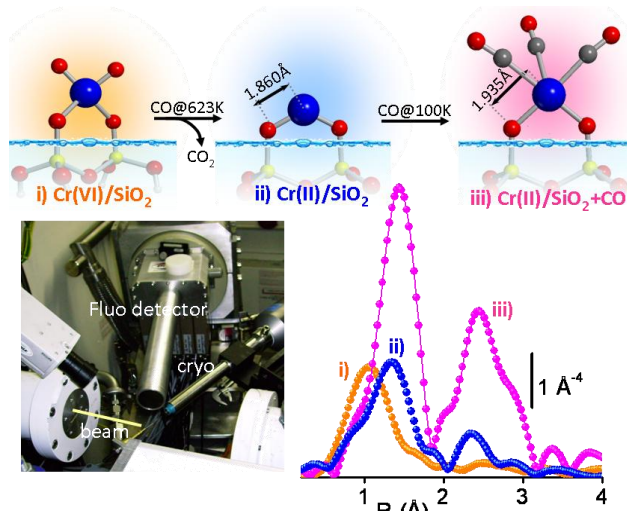 CO@623K
CO₂
1.860Å
CO@100K
1.935Å
i) Cr(VI)/SiO₂
ii) Cr(II)/SiO₂
iii) Cr(II)/SiO₂+CO
Fluo detector
cryo
beam
i)
ii)
iii)
1 Å⁻⁴
1 2 3 4
R (Å)